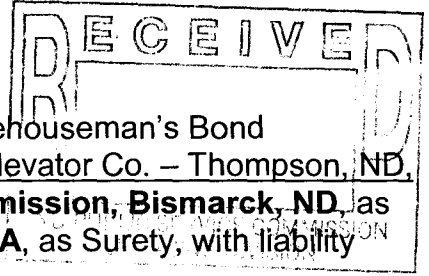 RECEIVED
ehouseman's Bond
levator Co. – Thompson, ND,
mission, Bismarck, ND, as
A, as Surety, with liability